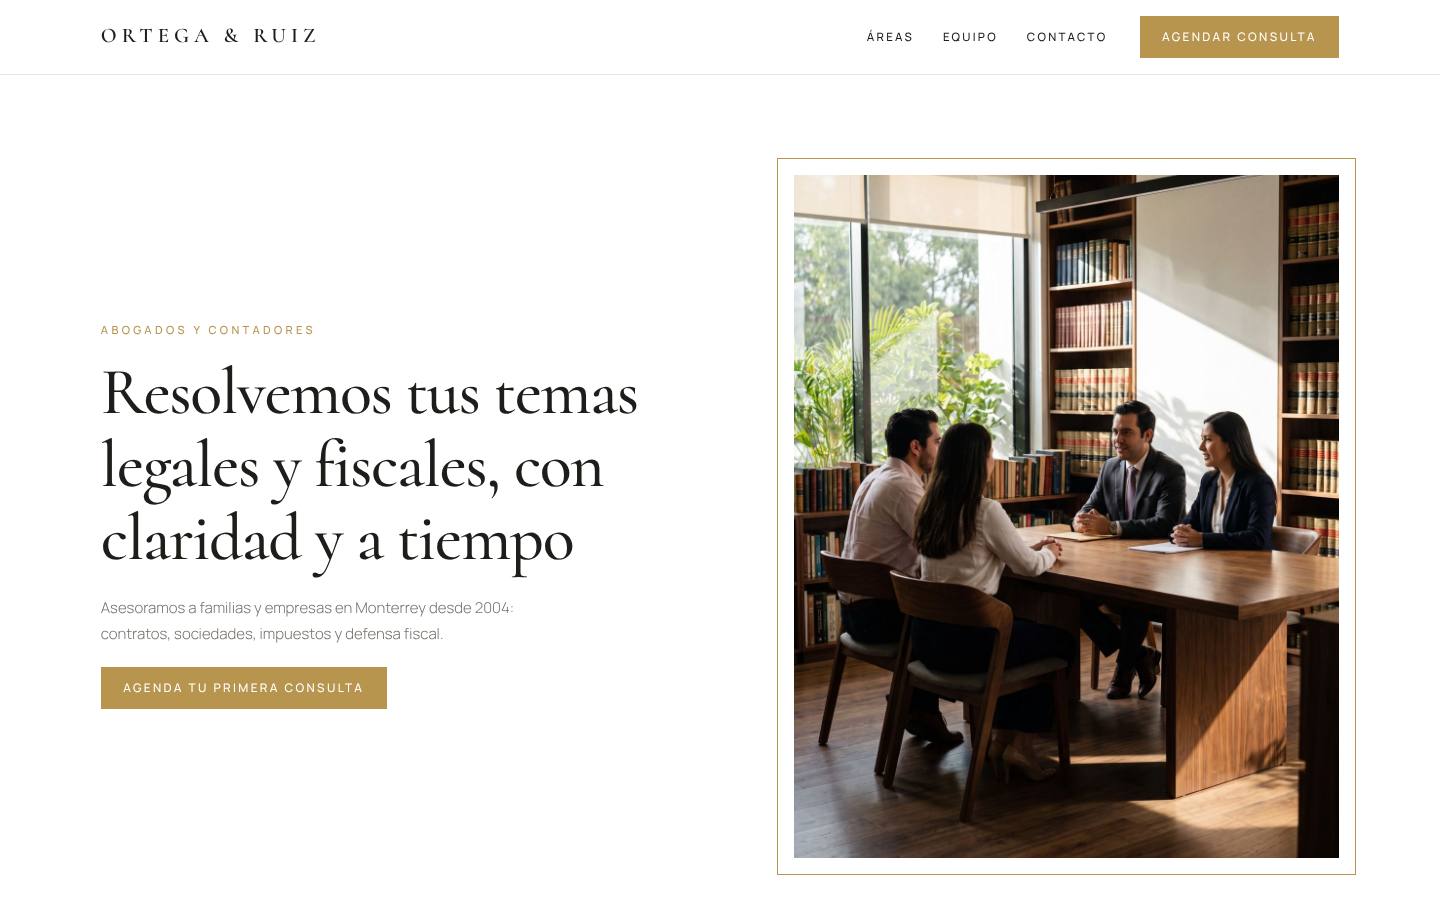 ORTEGA & RUIZ
ÁREAS EQUIPO CONTACTO AGENDAR CONSULTA
ABOGADOS Y CONTADORES
Resolvemos tus temas
legales y fiscales, con
claridad y a tiempo
Asesoramos a familias y empresas en Monterrey desde 2004:
contratos, sociedades, impuestos y defensa fiscal.
AGENDA TU PRIMERA CONSULTA